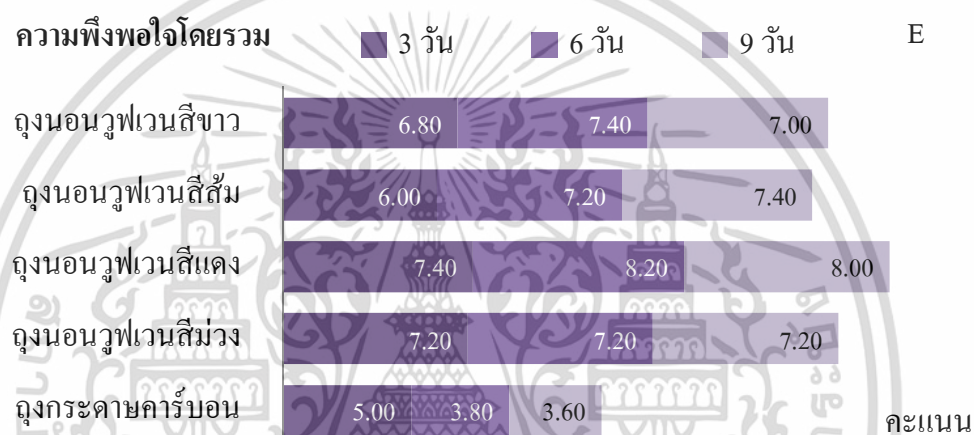 ความพึงพอใจโดยรวม 3 วัน 6 วัน 9 วัน E
ถุงนอนวูฟเวนสีขาว 6.80 7.40 7.00
ถุงนอนวูฟเวนสีส้ม 6.00 7.20 7.40
ถุงนอนวูฟเวนสีแดง 7.40 8.20 8.00
ถุงนอนวูฟเวนสีม่วง 7.20 7.20 7.20
ถุงกระดาษคาร์บอน 5.00 3.80 3.60 คะแนน